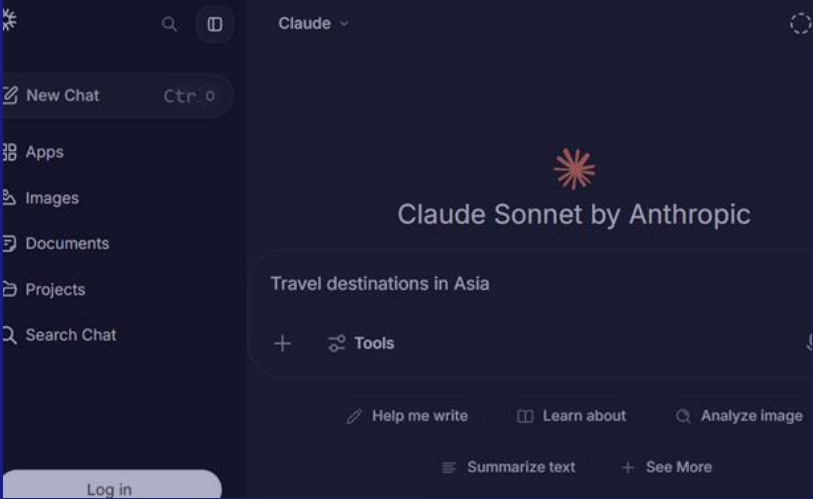 Claude
New Chat
Ctr O
Apps
Images
Documents
Projects
Search Chat
Log in
Claude Sonnet by Anthropic
Travel destinations in Asia
Tools
Help me write
Learn about
Analyze image
Summarize text
See More